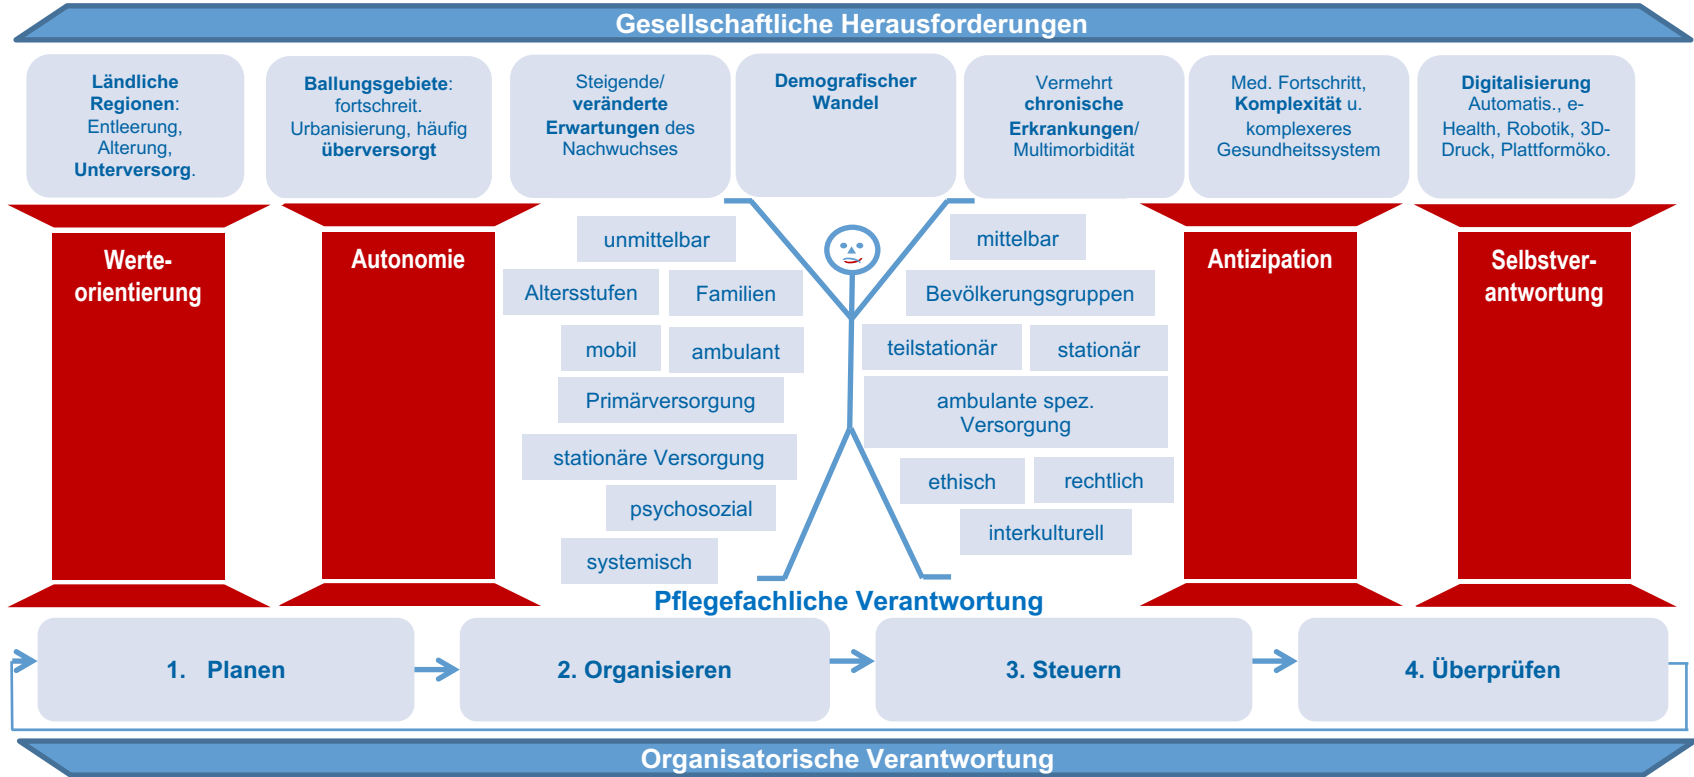 Gesellschaftliche Herausforderungen
Ländliche
Regionen:
Entleerung,
Alterung,
Unterversorg.
Ballungsgebiete:
fortschreit.
Urbanisierung, häufig
überversorgt
Steigende/
veränderte
Erwartungen des
Nachwuchses
Demografischer
Wandel
Vermehrt
chronische
Erkrankungen/
Multimorbidität
Med. Fortschritt,
Komplexität u.
komplexeres
Gesundheitssystem
Digitalisierung
Automatis., e-
Health, Robotik, 3D-
Druck, Plattformöko.
Werte-
orientierung
Autonomie
unmittelbar
Altersstufen
Familien
mobil
ambulant
Primärversorgung
stationäre Versorgung
psychosozial
systemisch
mittelbar
Bevölkerungsgruppen
teilstationär
stationär
ambulante spez.
Versorgung
ethisch
rechtlich
interkulturell
Antizipation
Selbstver-
antwortung
Pflegefachliche Verantwortung
1. Planen
2. Organisieren
3. Steuern
4. Überprüfen
Organisatorische Verantwortung